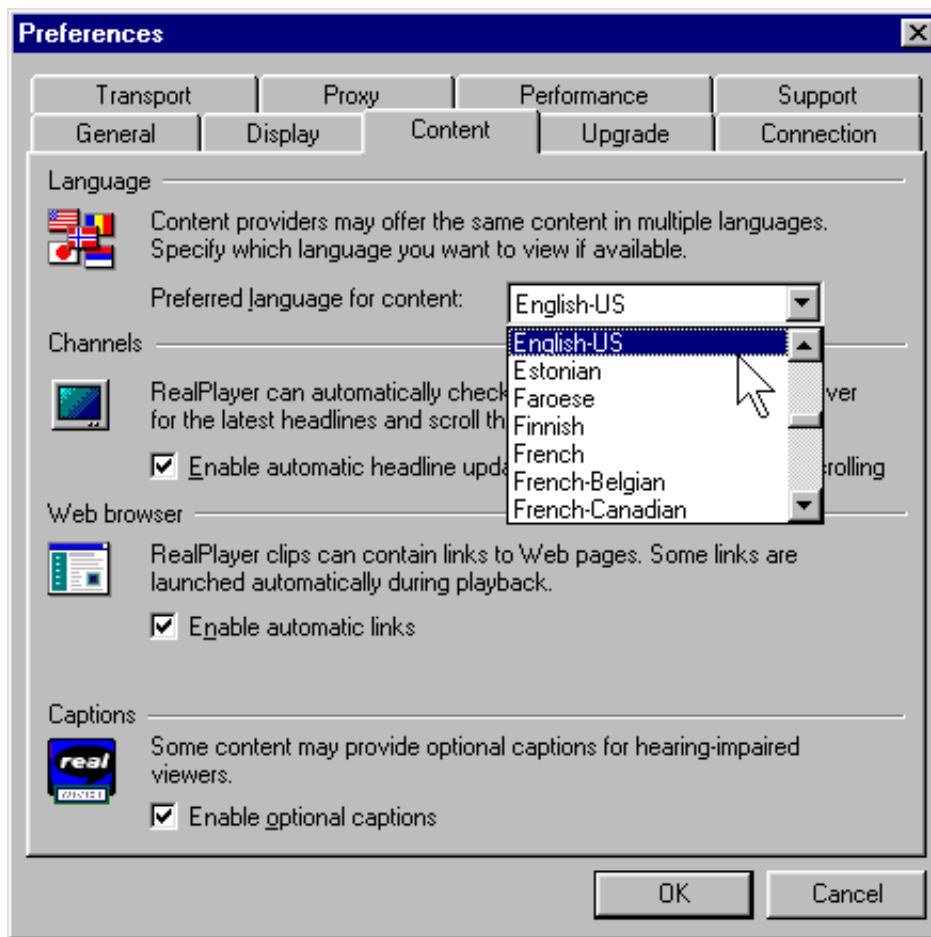 Preferences
Transport Proxy Performance Support
General Display Content Upgrade Connection
Language
Content providers may offer the same content in multiple languages.
Specify which language you want to view if available.
Preferred language for content: English-US
English-US
Estonian
Faroese
Finnish
French
French-Belgian
French-Canadian
Channels
RealPlayer can automatically check ver
for the latest headlines and scroll th
Enable automatic headline upda rolling
Web browser
RealPlayer clips can contain links to Web pages. Some links are
launched automatically during playback.
Enable automatic links
Captions
real
Some content may provide optional captions for hearing-impaired
viewers.
Enable optional captions
OK Cancel